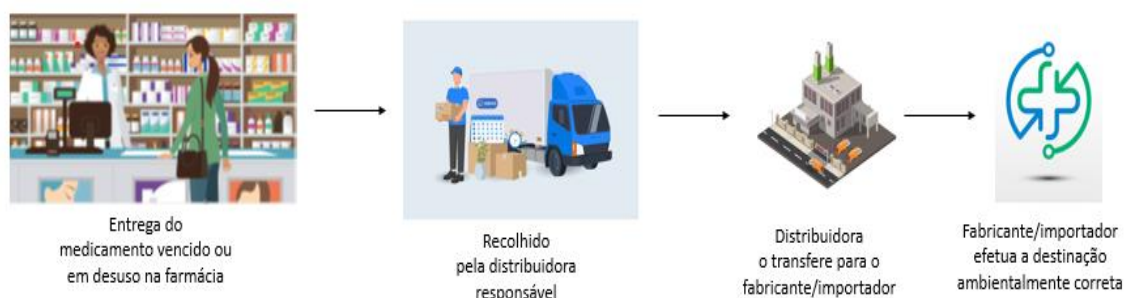 Entrega do
medicamento vencido ou
em desuso na farmácia
Recolhido
pela distribuidora
responsável
Distribuidora
o transfere para o
fabricante/importador
Fabricante/importador
efetua a destinação
ambientalmente correta